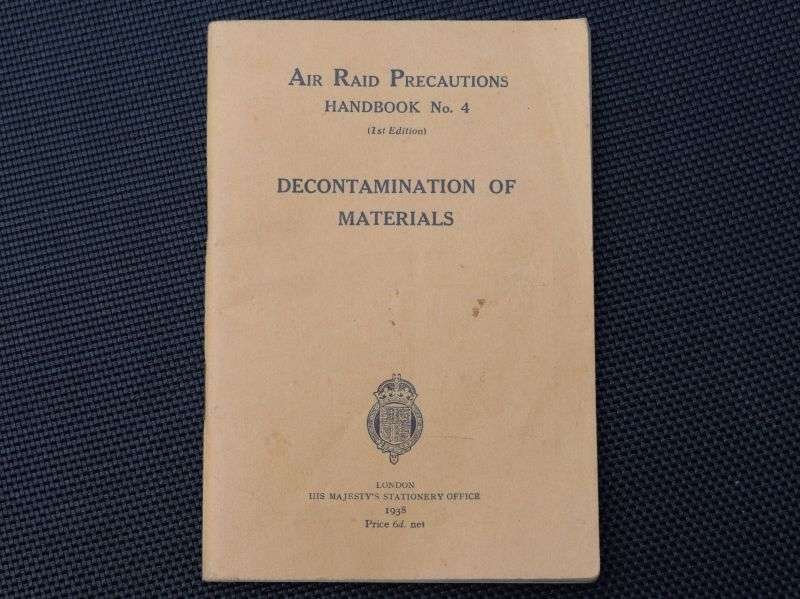 AIR RAID PRECAUTIONS
HANDBOOK No. 4
(1st Edition)
DECONTAMINATION OF
MATERIALS
LONDON
HIS MAJESTY'S STATIONERY OFFICE
1938
Price 6d. net